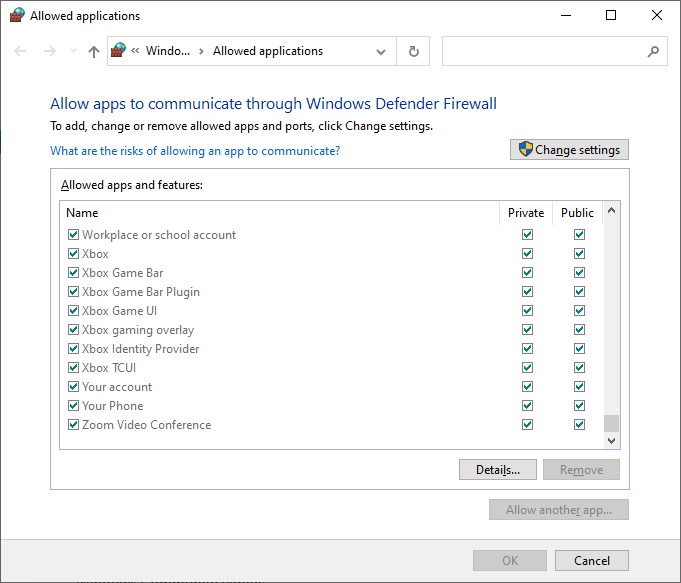 Allowed applications
« Windo... › Allowed applications
Allow apps to communicate through Windows Defender Firewall
To add, change or remove allowed apps and ports, click Change settings.
What are the risks of allowing an app to communicate?
Change settings
Allowed apps and features:
Name Private Public
Workplace or school account
Xbox
Xbox Game Bar
Xbox Game Bar Plugin
Xbox Game UI
Xbox gaming overlay
Xbox Identity Provider
Xbox TCUI
Your account
Your Phone
Zoom Video Conference
Details... Remove
Allow another app...
OK Cancel